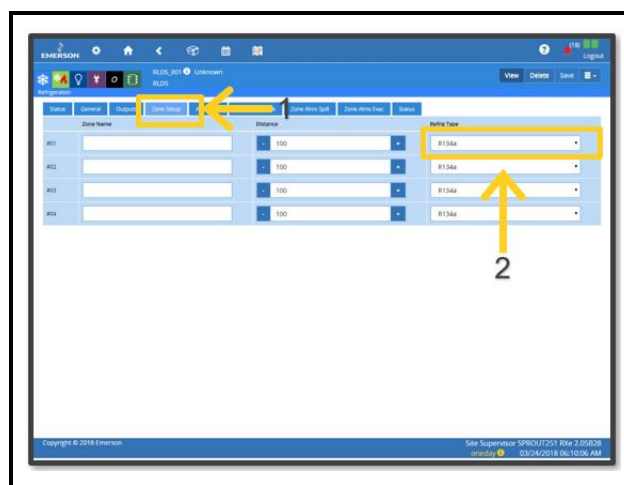 EMERSON
(18)
Logout
RLDS_001 Unknown
RLDS
View Delete Save
Refrigeration
Status General Outputs Zone Setup Zone Alms Spill Zone Alms Evac Status
1
Zone Name Distance Refrig Type
#01 - 100 + R134a
#02 - 100 + R134a
#03 - 100 + R134a
#04 - 100 + R134a
2
Copyright © 2018 Emerson
Site Supervisor SPROUT2S1 RXe 2.05B28
oneday 03/24/2018 06:10:06 AM